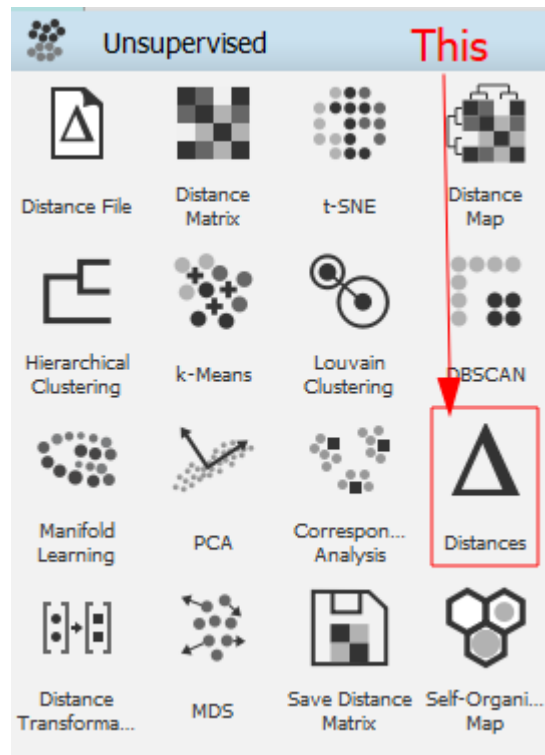 Unsupervised
This
Distance File
Distance
Matrix
t-SNE
Distance
Map
Hierarchical
Clustering
k-Means
Louvain
Clustering
DBSCAN
Manifold
Learning
PCA
Correspon...
Analysis
Distances
Distance
Transforma...
MDS
Save Distance
Matrix
Self-Organi...
Map